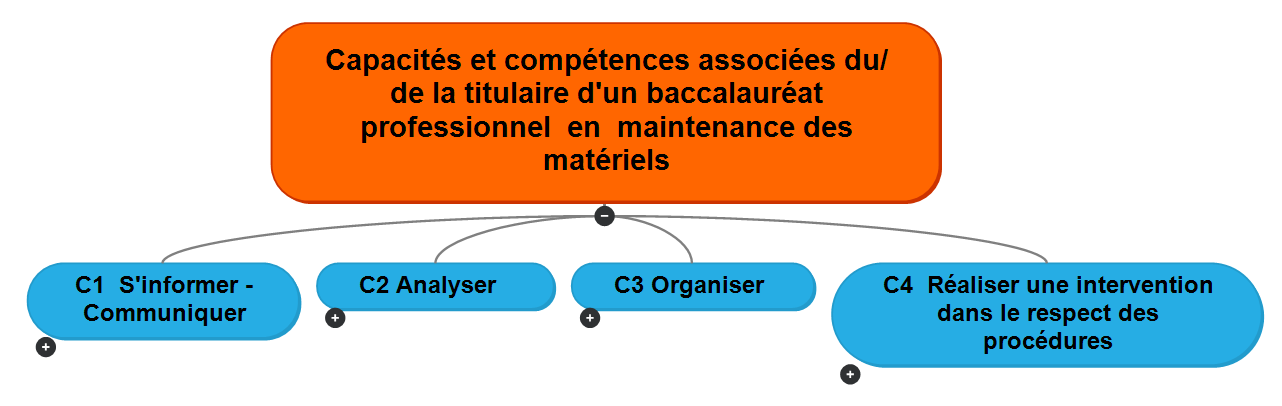 Capacités et compétences associées du/
de la titulaire d'un baccalauréat
professionnel  en  maintenance des
matériels
C1  S'informer -
Communiquer
C2 Analyser
C3 Organiser
C4  Réaliser une intervention
dans le respect des
procédures